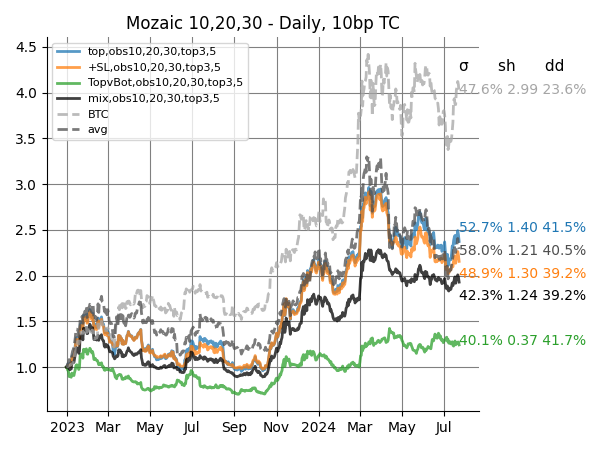 Mozaic 10,20,30 - Daily, 10bp TC
top,obs10,20,30,top3,5
+SL,obs10,20,30,top3,5
TopvBot,obs10,20,30,top3,5
mix,obs10,20,30,top3,5
BTC
avg
σ sh dd
47.6% 2.99 23.6%
52.7% 1.40 41.5%
58.0% 1.21 40.5%
48.9% 1.30 39.2%
42.3% 1.24 39.2%
40.1% 0.37 41.7%
4.5
4.0
3.5
3.0
2.5
2.0
1.5
1.0
2023 Mar May Jul Sep Nov 2024 Mar May Jul